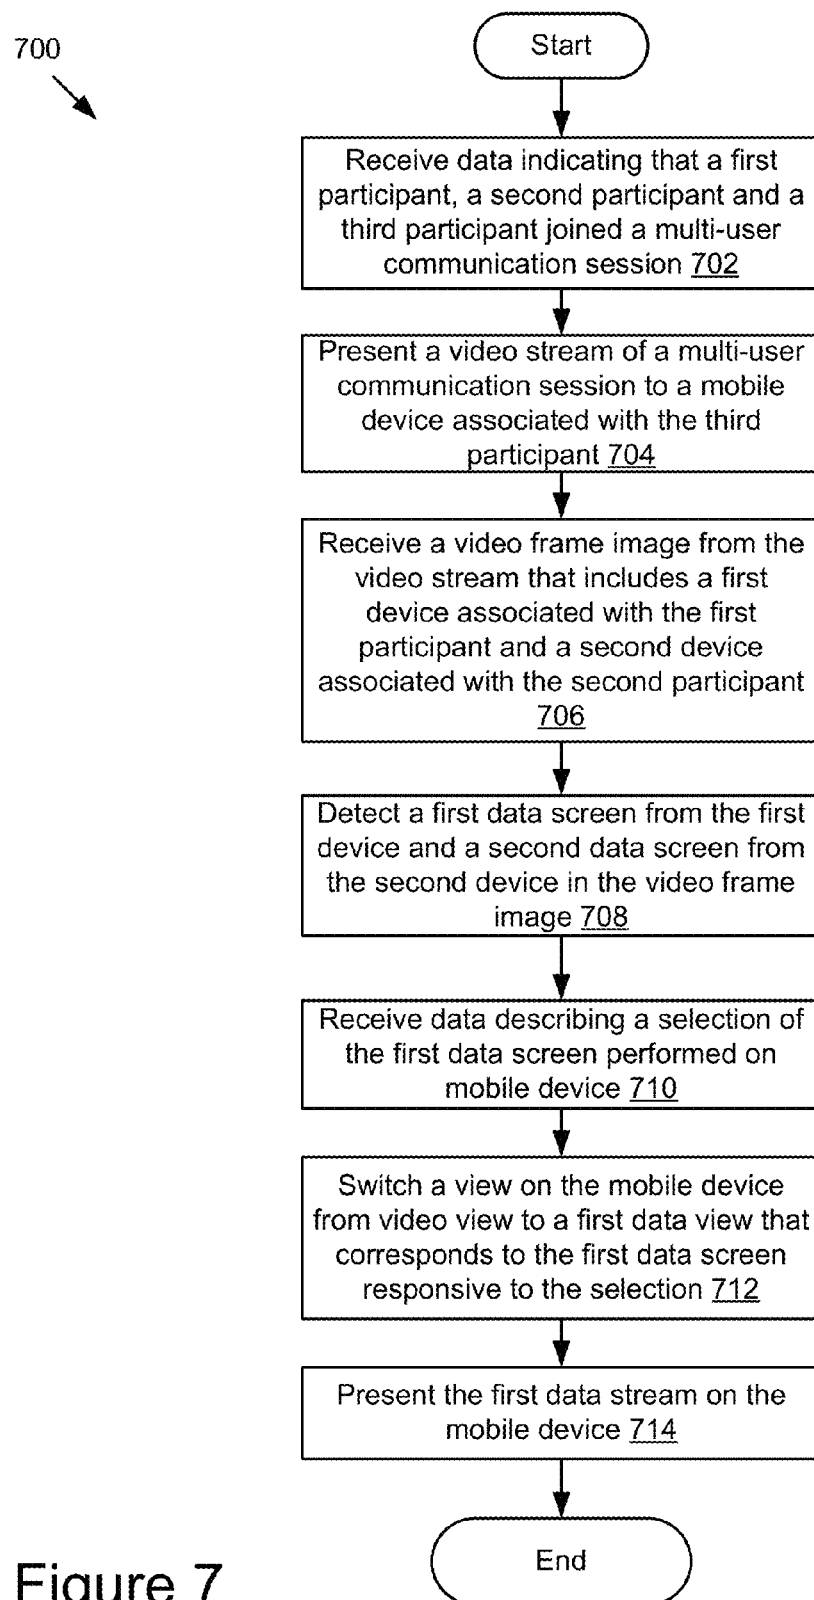 700
Start
Receive data indicating that a first
participant, a second participant and a
third participant joined a multi-user
communication session 702
Present a video stream of a multi-user
communication session to a mobile
device associated with the third
participant 704
Receive a video frame image from the
video stream that includes a first
device associated with the first
participant and a second device
associated with the second participant
706
Detect a first data screen from the first
device and a second data screen from
the second device in the video frame
image 708
Receive data describing a selection of
the first data screen performed on
mobile device 710
Switch a view on the mobile device
from video view to a first data view that
corresponds to the first data screen
responsive to the selection 712
Present the first data stream on the
mobile device 714
End
Figure 7